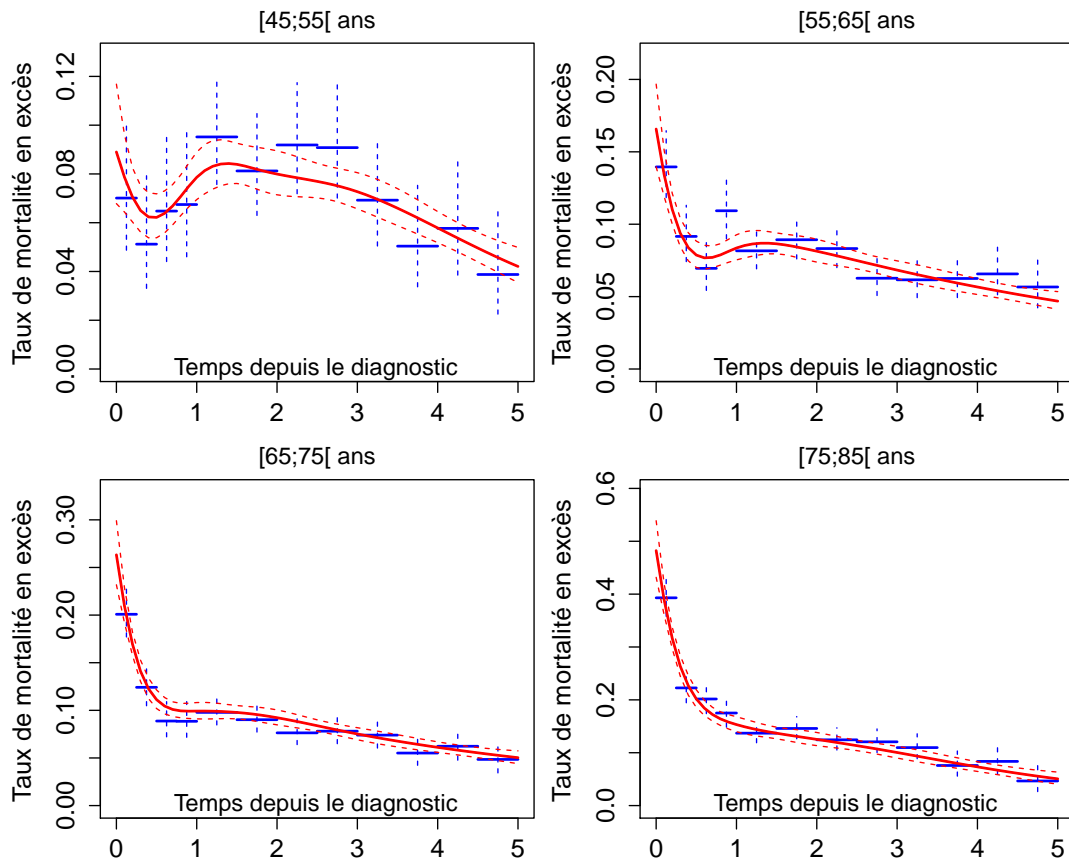 [45;55[ ans
Taux de mortalité en excès
0.00 0.04 0.08 0.12
Temps depuis le diagnostic
0 1 2 3 4 5
[55;65[ ans
Taux de mortalité en excès
0.00 0.05 0.10 0.15 0.20
Temps depuis le diagnostic
0 1 2 3 4 5
[65;75[ ans
Taux de mortalité en excès
0.00 0.10 0.20 0.30
Temps depuis le diagnostic
0 1 2 3 4 5
[75;85[ ans
Taux de mortalité en excès
0.0 0.2 0.4 0.6
Temps depuis le diagnostic
0 1 2 3 4 5